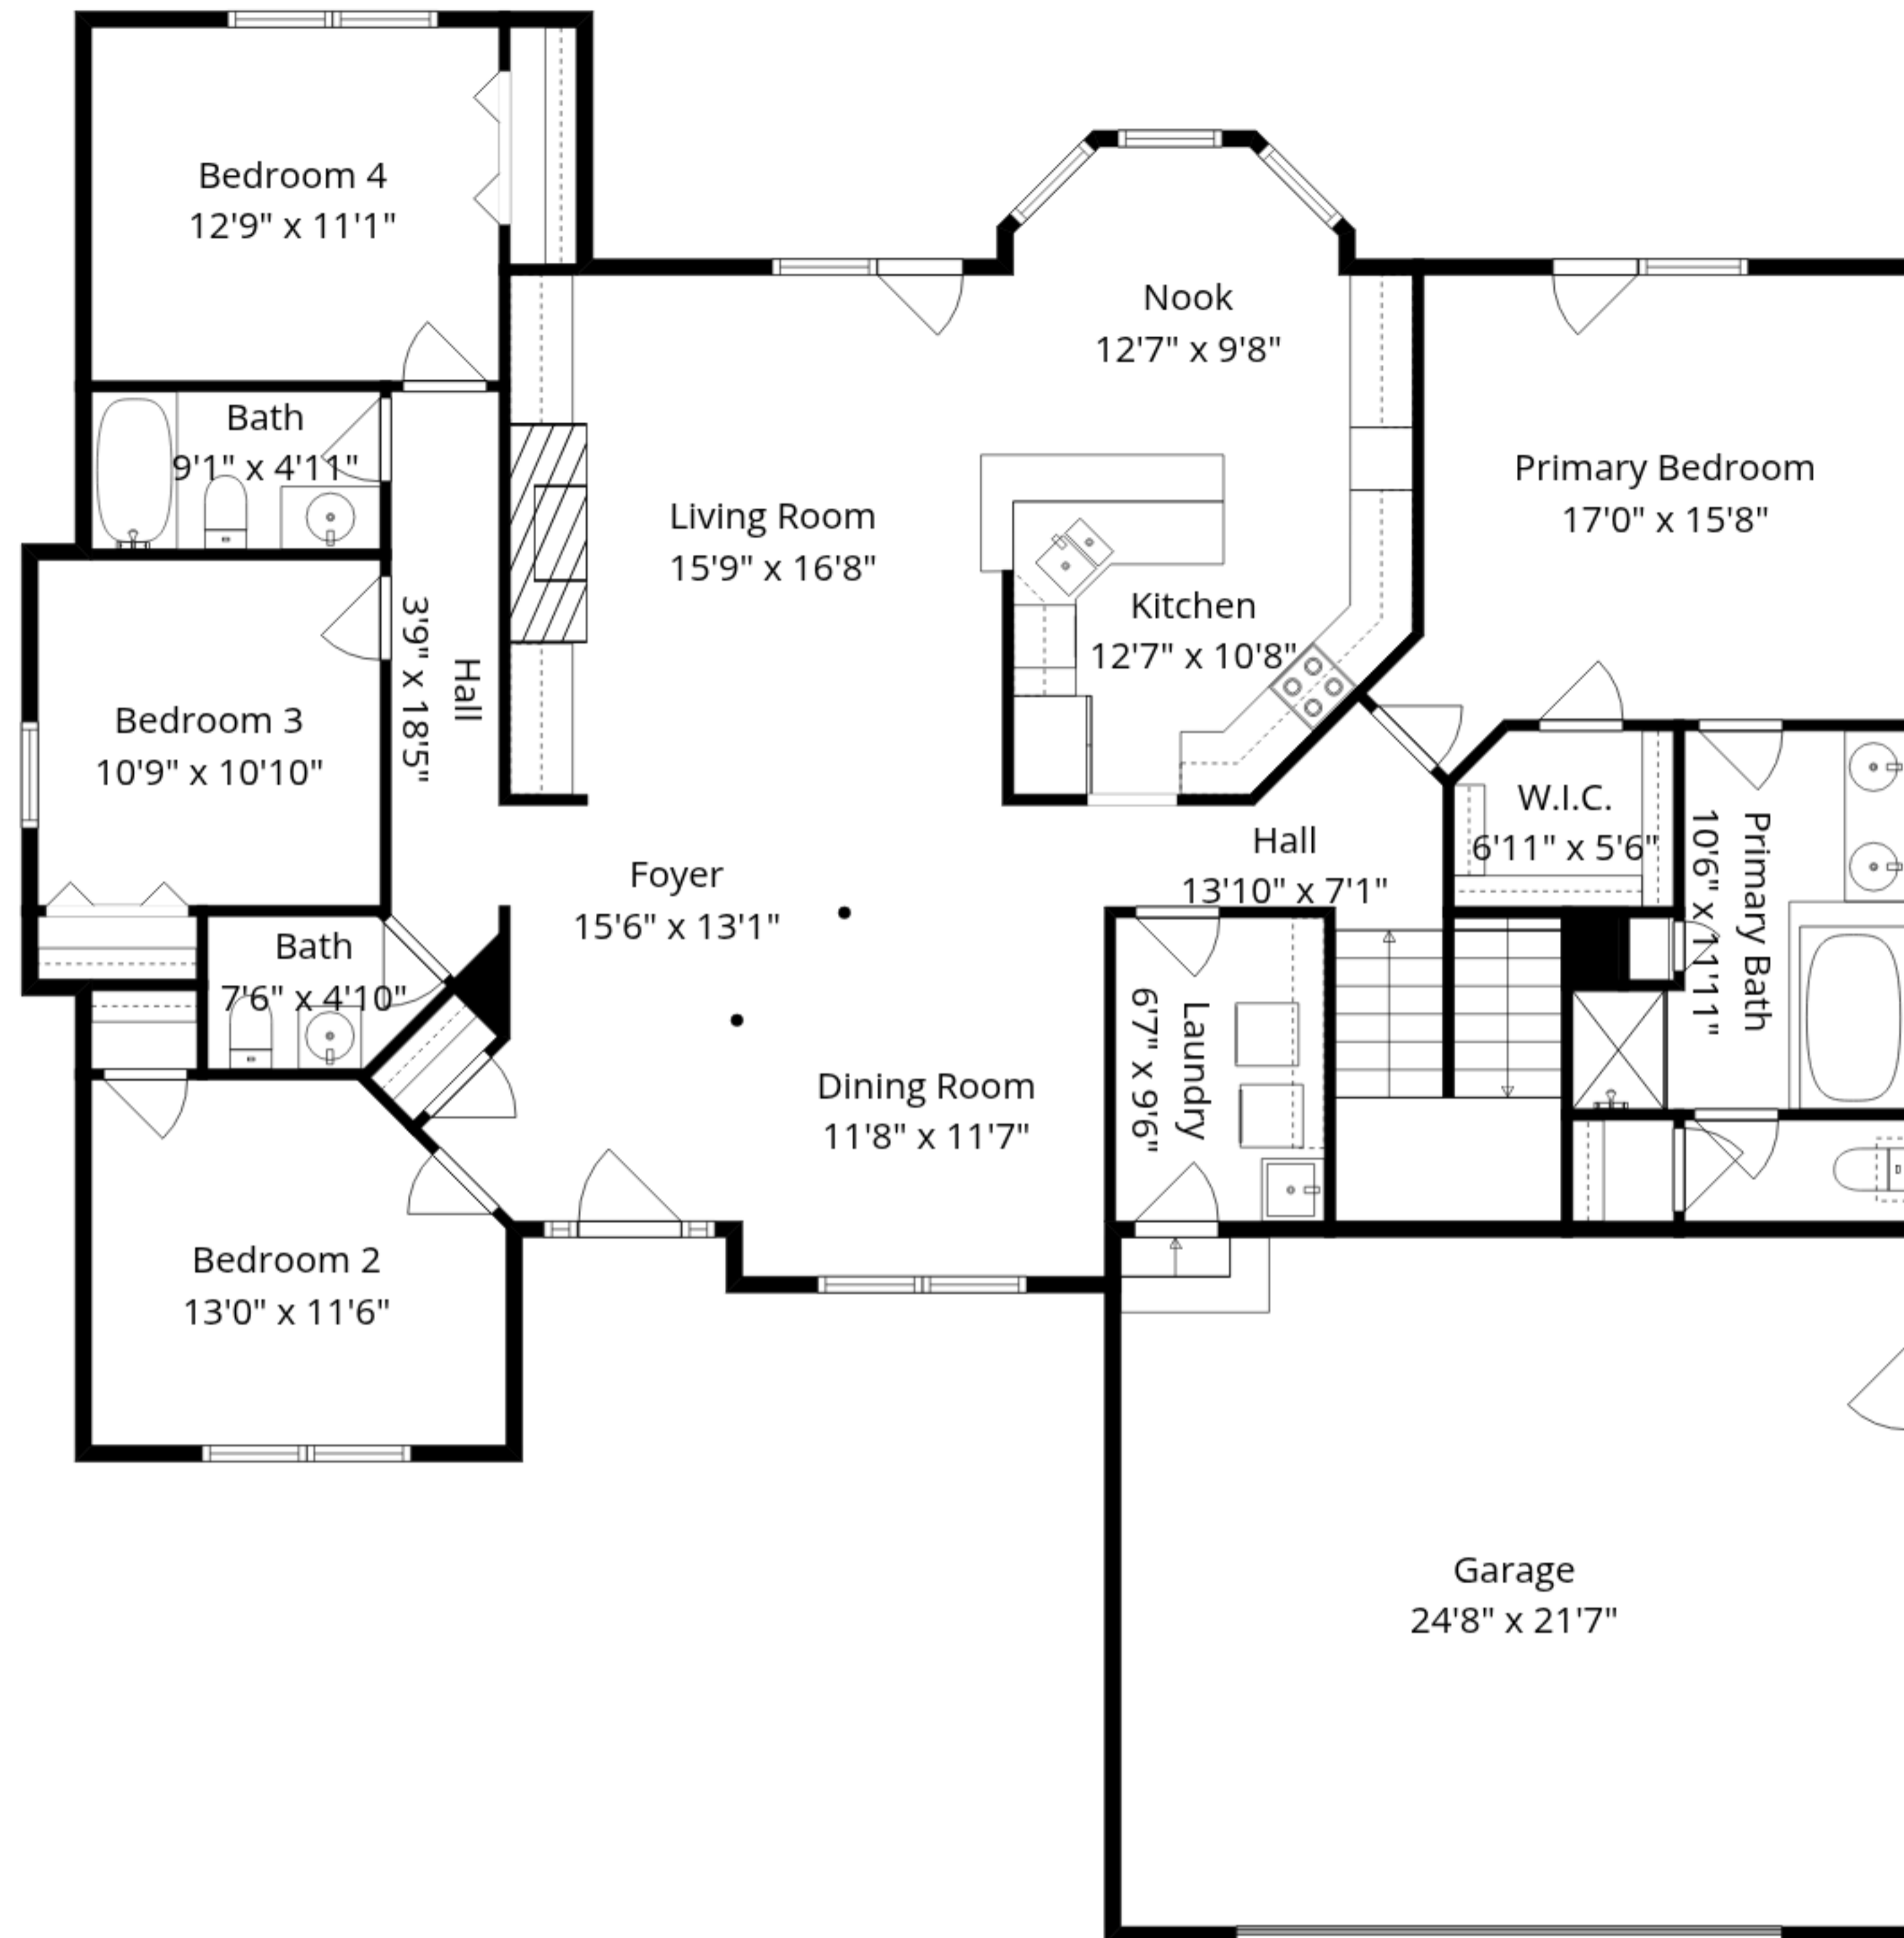 Bedroom 4
12'9" x 11'1"
Nook
12'7" x 9'8"
Bath
9'1" x 4'11"
Primary Bedroom
17'0" x 15'8"
Living Room
15'9" x 16'8"
Kitchen
12'7" x 10'8"
Hall
3'9" x 18'5"
Bedroom 3
10'9" x 10'10"
W.I.C.
6'11" x 5'6"
Hall
13'10" x 7'1"
Foyer
15'6" x 13'1"
Primary Bath
10'6" x 11'11"
Bath
7'6" x 4'10"
Laundry
6'7" x 9'6"
Dining Room
11'8" x 11'7"
Bedroom 2
13'0" x 11'6"
Garage
24'8" x 21'7"